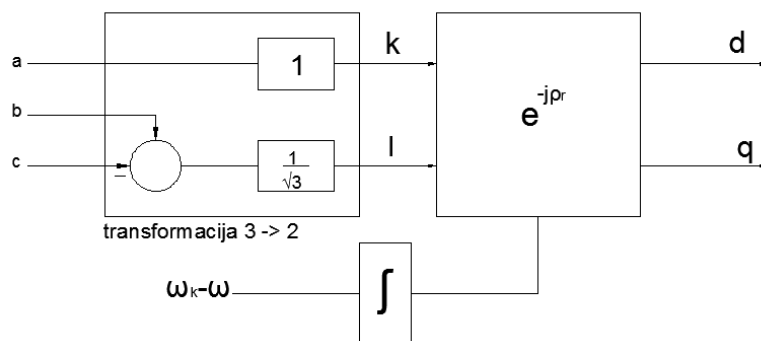 a
b
c
1
1
√3
k
l
e^-jρr
d
q
transformacija 3 -> 2
ωk-ω
∫
−